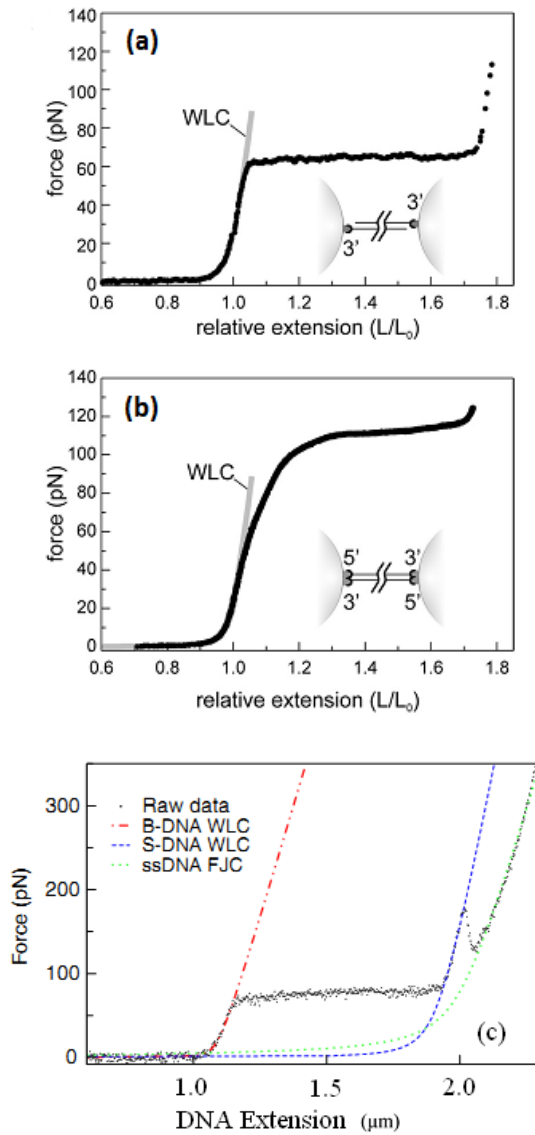 (a)
140
120
100
80
60
40
20
0
force (pN)
WLC
3'
3'
0.6 0.8 1.0 1.2 1.4 1.6 1.8
relative extension (L/L₀)
(b)
140
120
100
80
60
40
20
0
force (pN)
WLC
5' 3'
3' 5'
0.6 0.8 1.0 1.2 1.4 1.6 1.8
relative extension (L/L₀)
300
200
100
0
Force (pN)
Raw data
B-DNA WLC
S-DNA WLC
ssDNA FJC
(c)
1.0 1.5 2.0
DNA Extension (μm)